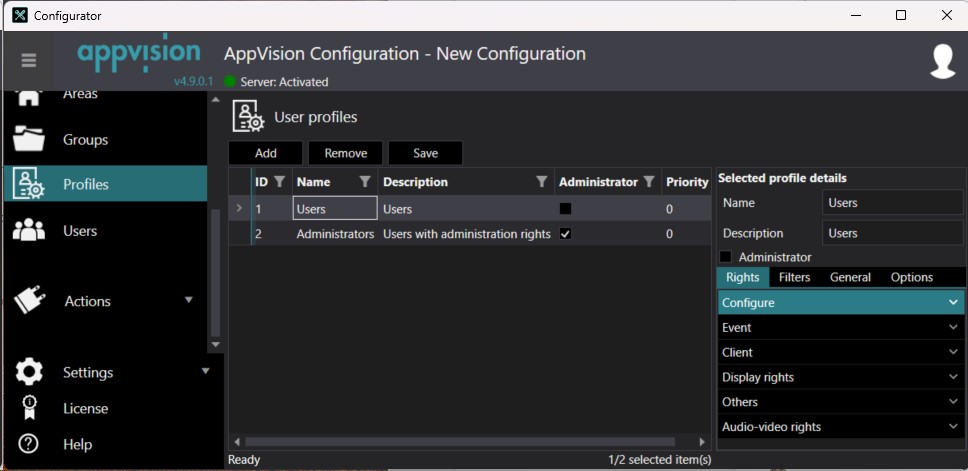 Configurator
appvision
v4.9.0.1
AppVision Configuration - New Configuration
Server: Activated
Areas
Groups
Profiles
Users
Actions
Settings
License
Help
User profiles
Add Remove Save
ID Name Description Administrator Priority
1 Users Users 0
2 Administrators Users with administration rights 0
Ready 1/2 selected item(s)
Selected profile details
Name Users
Description Users
Administrator
Rights Filters General Options
Configure
Event
Client
Display rights
Others
Audio-video rights